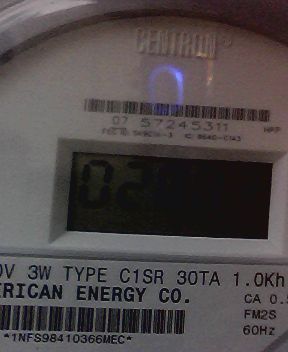 CENTRON
07 57245311
02
0V 3W TYPE C1SR 30TA 1.0Kh
ERICAN ENERGY CO.
CA 0.5
FM2S
60Hz
*1NFS98410366MEC*